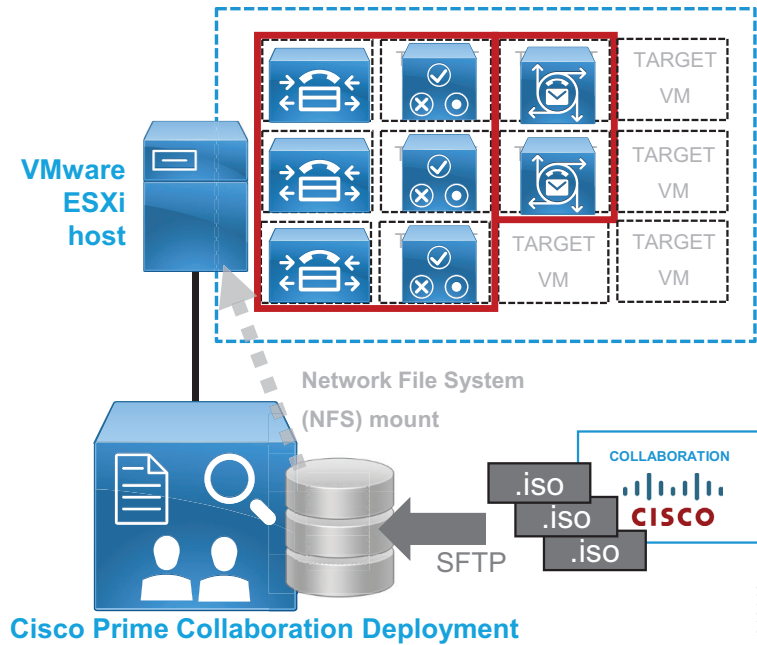 TARGET
VM
TARGET
VM
TARGET
VM
TARGET
VM
VMware
ESXi
host
Network File System
(NFS) mount
COLLABORATION
CISCO
.iso
.iso
.iso
SFTP
Cisco Prime Collaboration Deployment